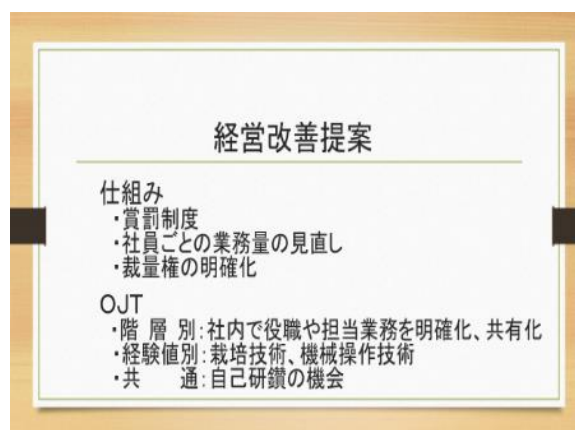 経営改善提案
仕組み
・賞罰制度
・社員ごとの業務量の見直し
・裁量権の明確化
OJT
・階 層 別：社内で役職や担当業務を明確化、共有化
・経験値別：栽培技術、機械操作技術
・共　　通：自己研鑽の機会